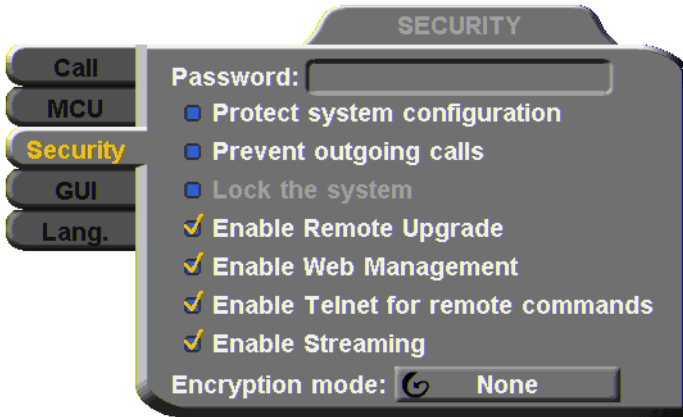 SECURITY
Call
MCU
Security
GUI
Lang.
Password:
Protect system configuration
Prevent outgoing calls
Lock the system
Enable Remote Upgrade
Enable Web Management
Enable Telnet for remote commands
Enable Streaming
Encryption mode: None